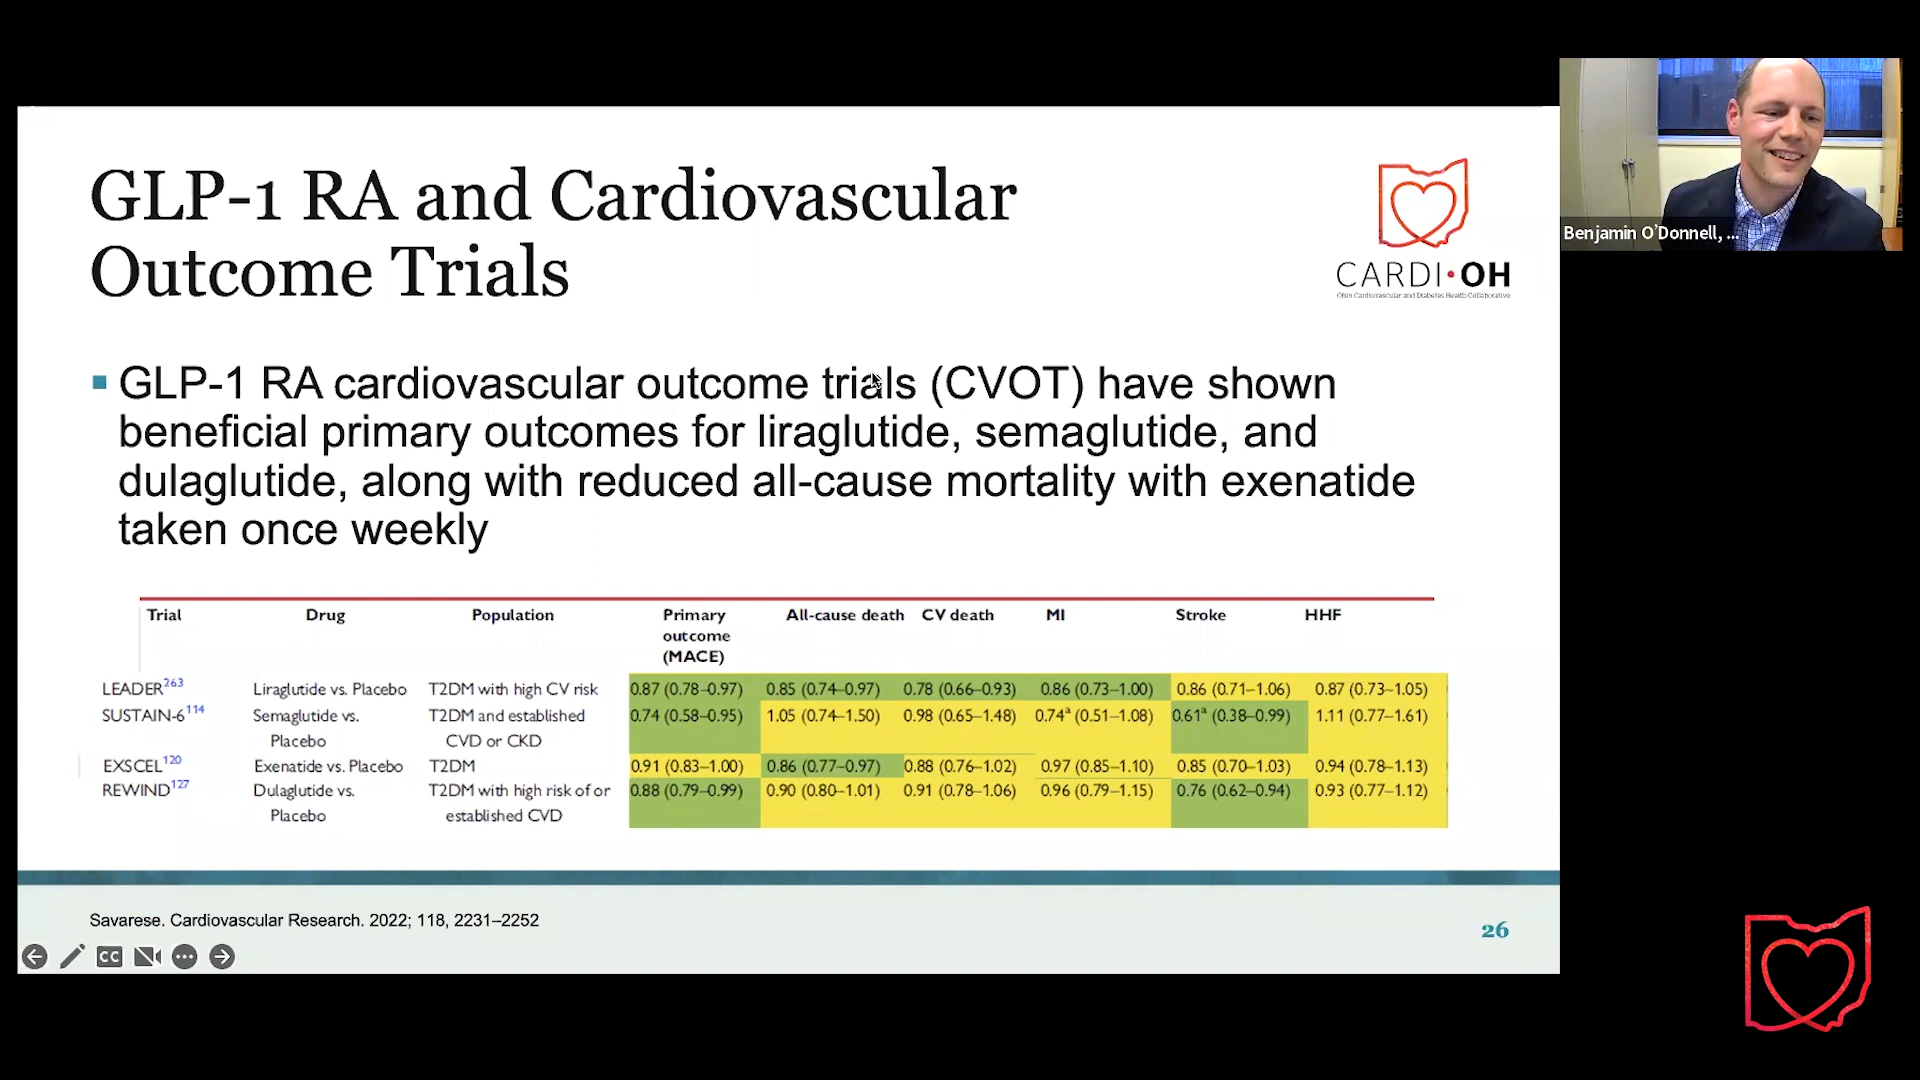 GLP-1 RA and Cardiovascular
Outcome Trials
CARDI•OH
Ohio Cardiovascular and Diabetes Health Collaborative
Benjamin O'Donnell, ...
▪ GLP-1 RA cardiovascular outcome trials (CVOT) have shown
beneficial primary outcomes for liraglutide, semaglutide, and
dulaglutide, along with reduced all-cause mortality with exenatide
taken once weekly
Trial Drug Population Primary All-cause death CV death MI Stroke HHF
outcome
(MACE)
LEADER263 Liraglutide vs. Placebo T2DM with high CV risk 0.87 (0.78–0.97) 0.85 (0.74–0.97) 0.78 (0.66–0.93) 0.86 (0.73–1.00) 0.86 (0.71–1.06) 0.87 (0.73–1.05)
SUSTAIN-6114 Semaglutide vs. T2DM and established 0.74 (0.58–0.95) 1.05 (0.74–1.50) 0.98 (0.65–1.48) 0.74a (0.51–1.08) 0.61a (0.38–0.99) 1.11 (0.77–1.61)
Placebo CVD or CKD
EXSCEL120 Exenatide vs. Placebo T2DM 0.91 (0.83–1.00) 0.86 (0.77–0.97) 0.88 (0.76–1.02) 0.97 (0.85–1.10) 0.85 (0.70–1.03) 0.94 (0.78–1.13)
REWIND127 Dulaglutide vs. T2DM with high risk of or 0.88 (0.79–0.99) 0.90 (0.80–1.01) 0.91 (0.78–1.06) 0.96 (0.79–1.15) 0.76 (0.62–0.94) 0.93 (0.77–1.12)
Placebo established CVD
Savarese. Cardiovascular Research. 2022; 118, 2231–2252
26
CC